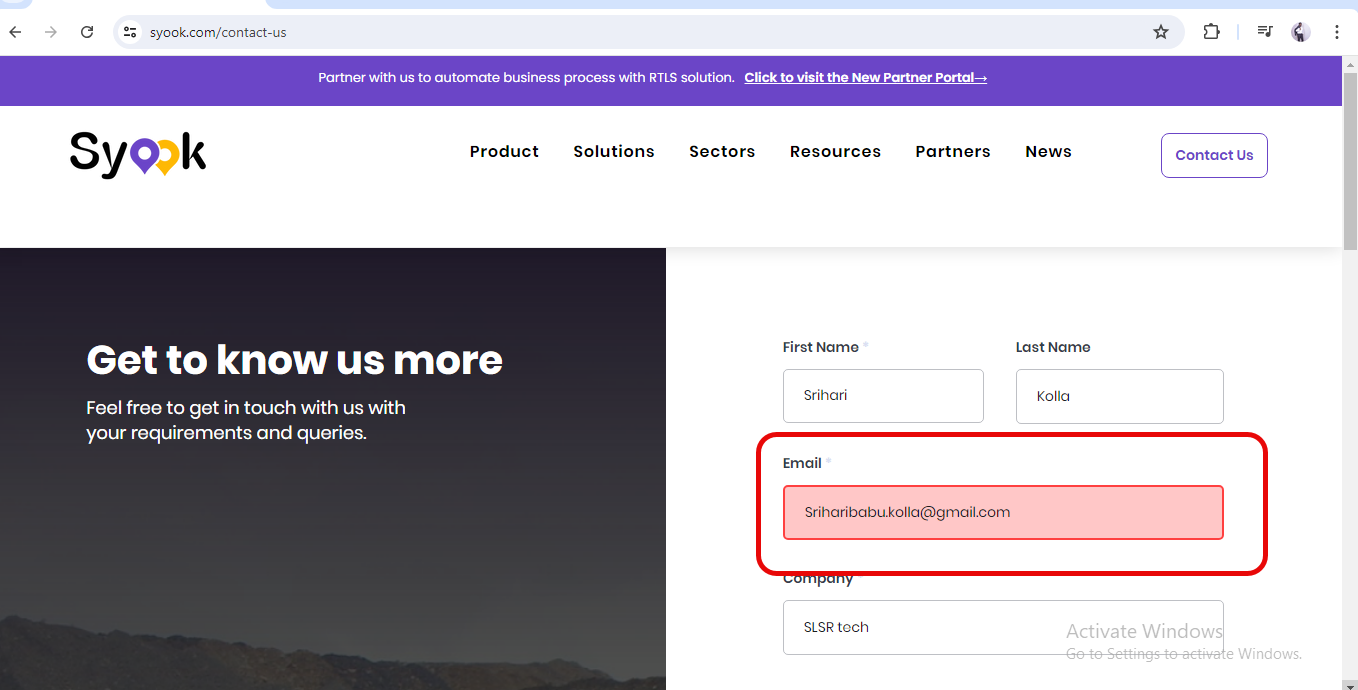 syook.com/contact-us
Partner with us to automate business process with RTLS solution. Click to visit the New Partner Portal→
Syook
Product Solutions Sectors Resources Partners News
Contact Us
Get to know us more
Feel free to get in touch with us with
your requirements and queries.
First Name * Last Name
Srihari Kolla
Email *
Sriharibabu.kolla@gmail.com
Company
SLSR tech
Activate Windows
Go to Settings to activate Windows.